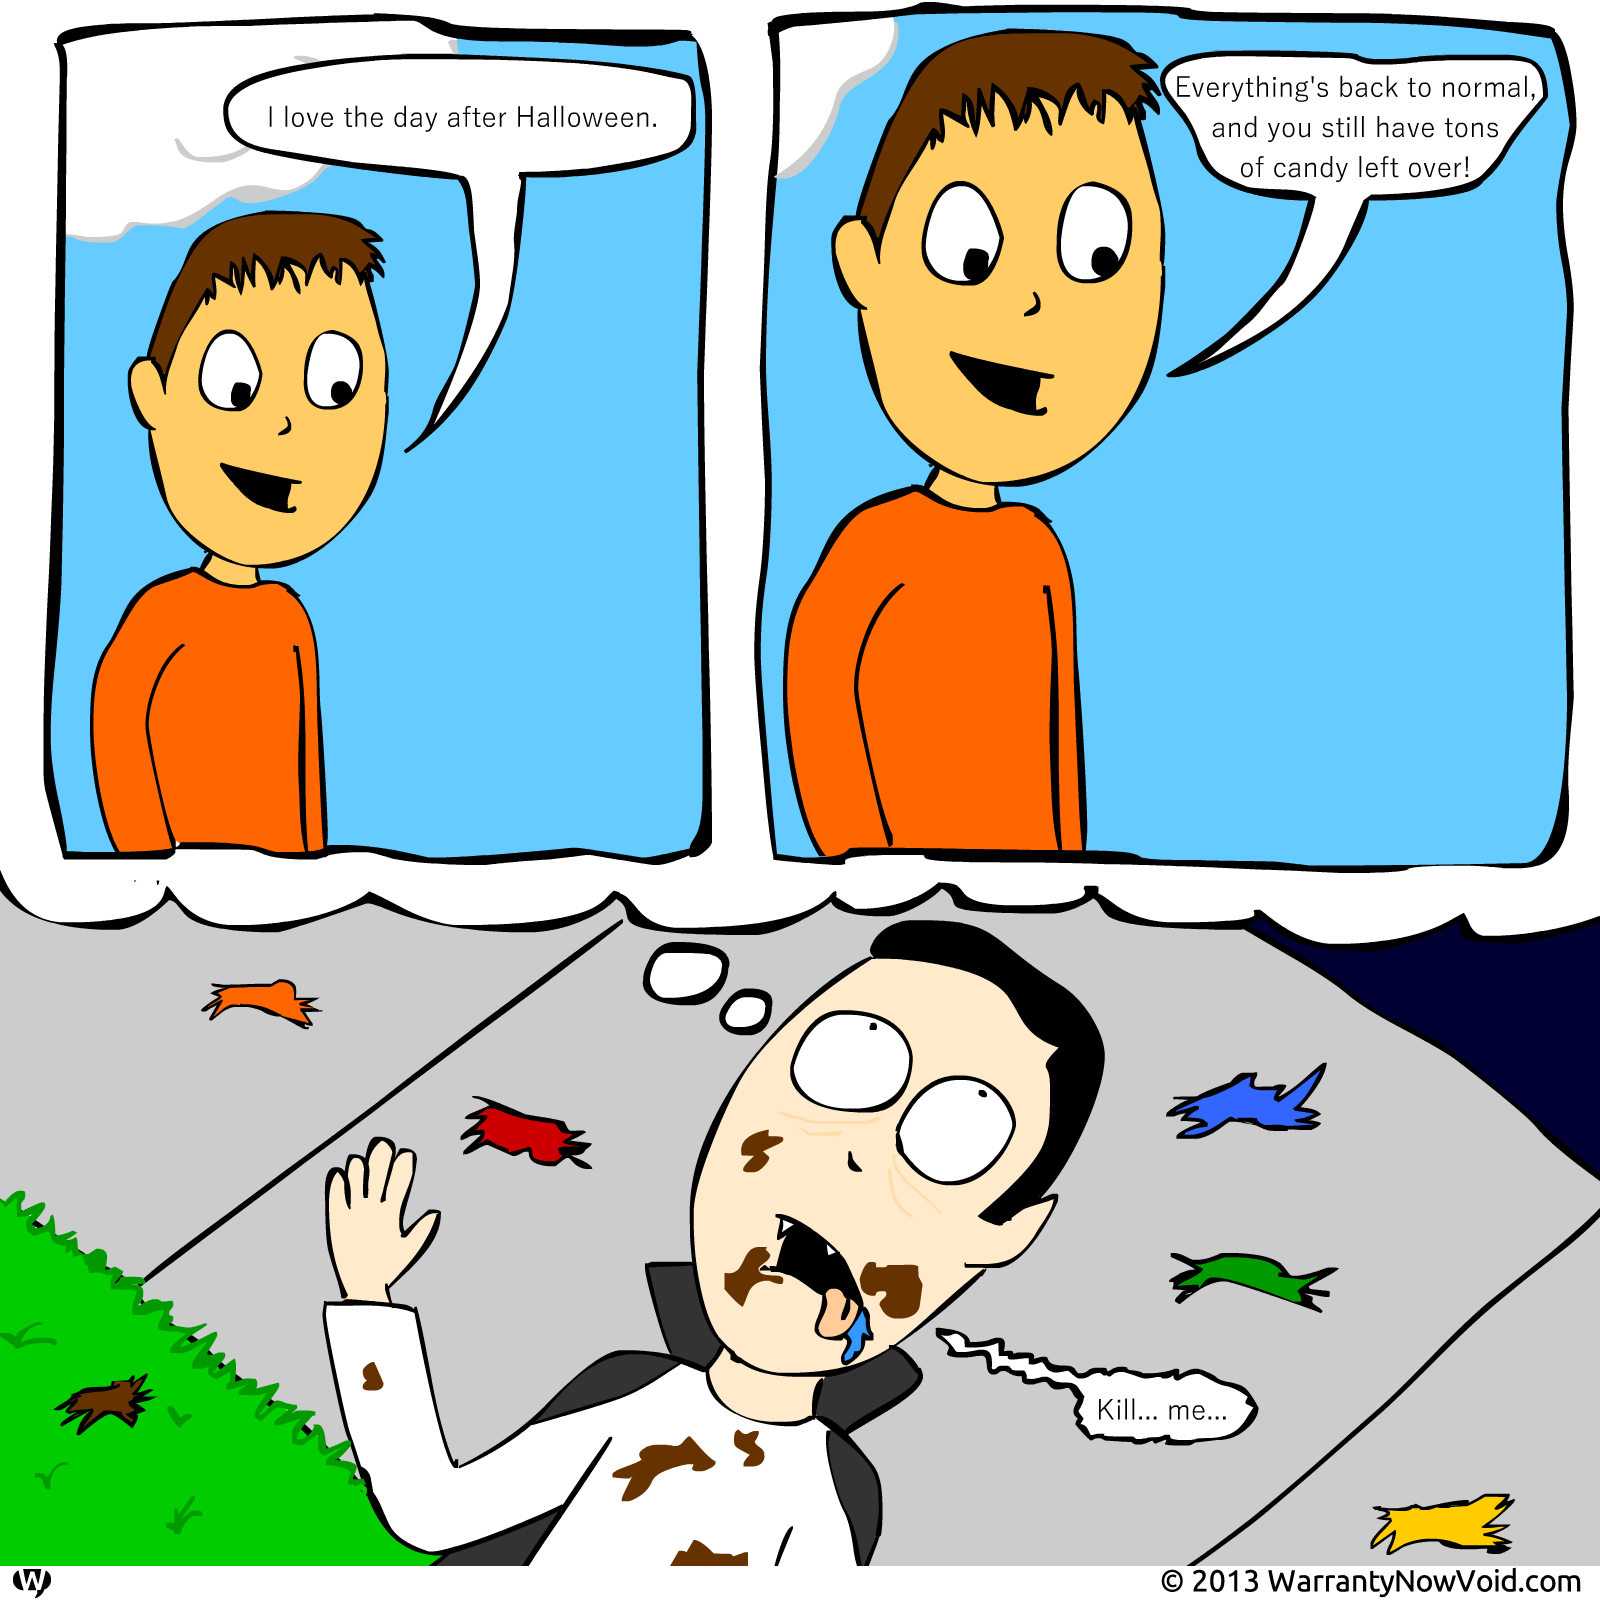 I love the day after Halloween.
Everything's back to normal,
and you still have tons
of candy left over!
Kill... me...
W
© 2013 WarrantyNowVoid.com